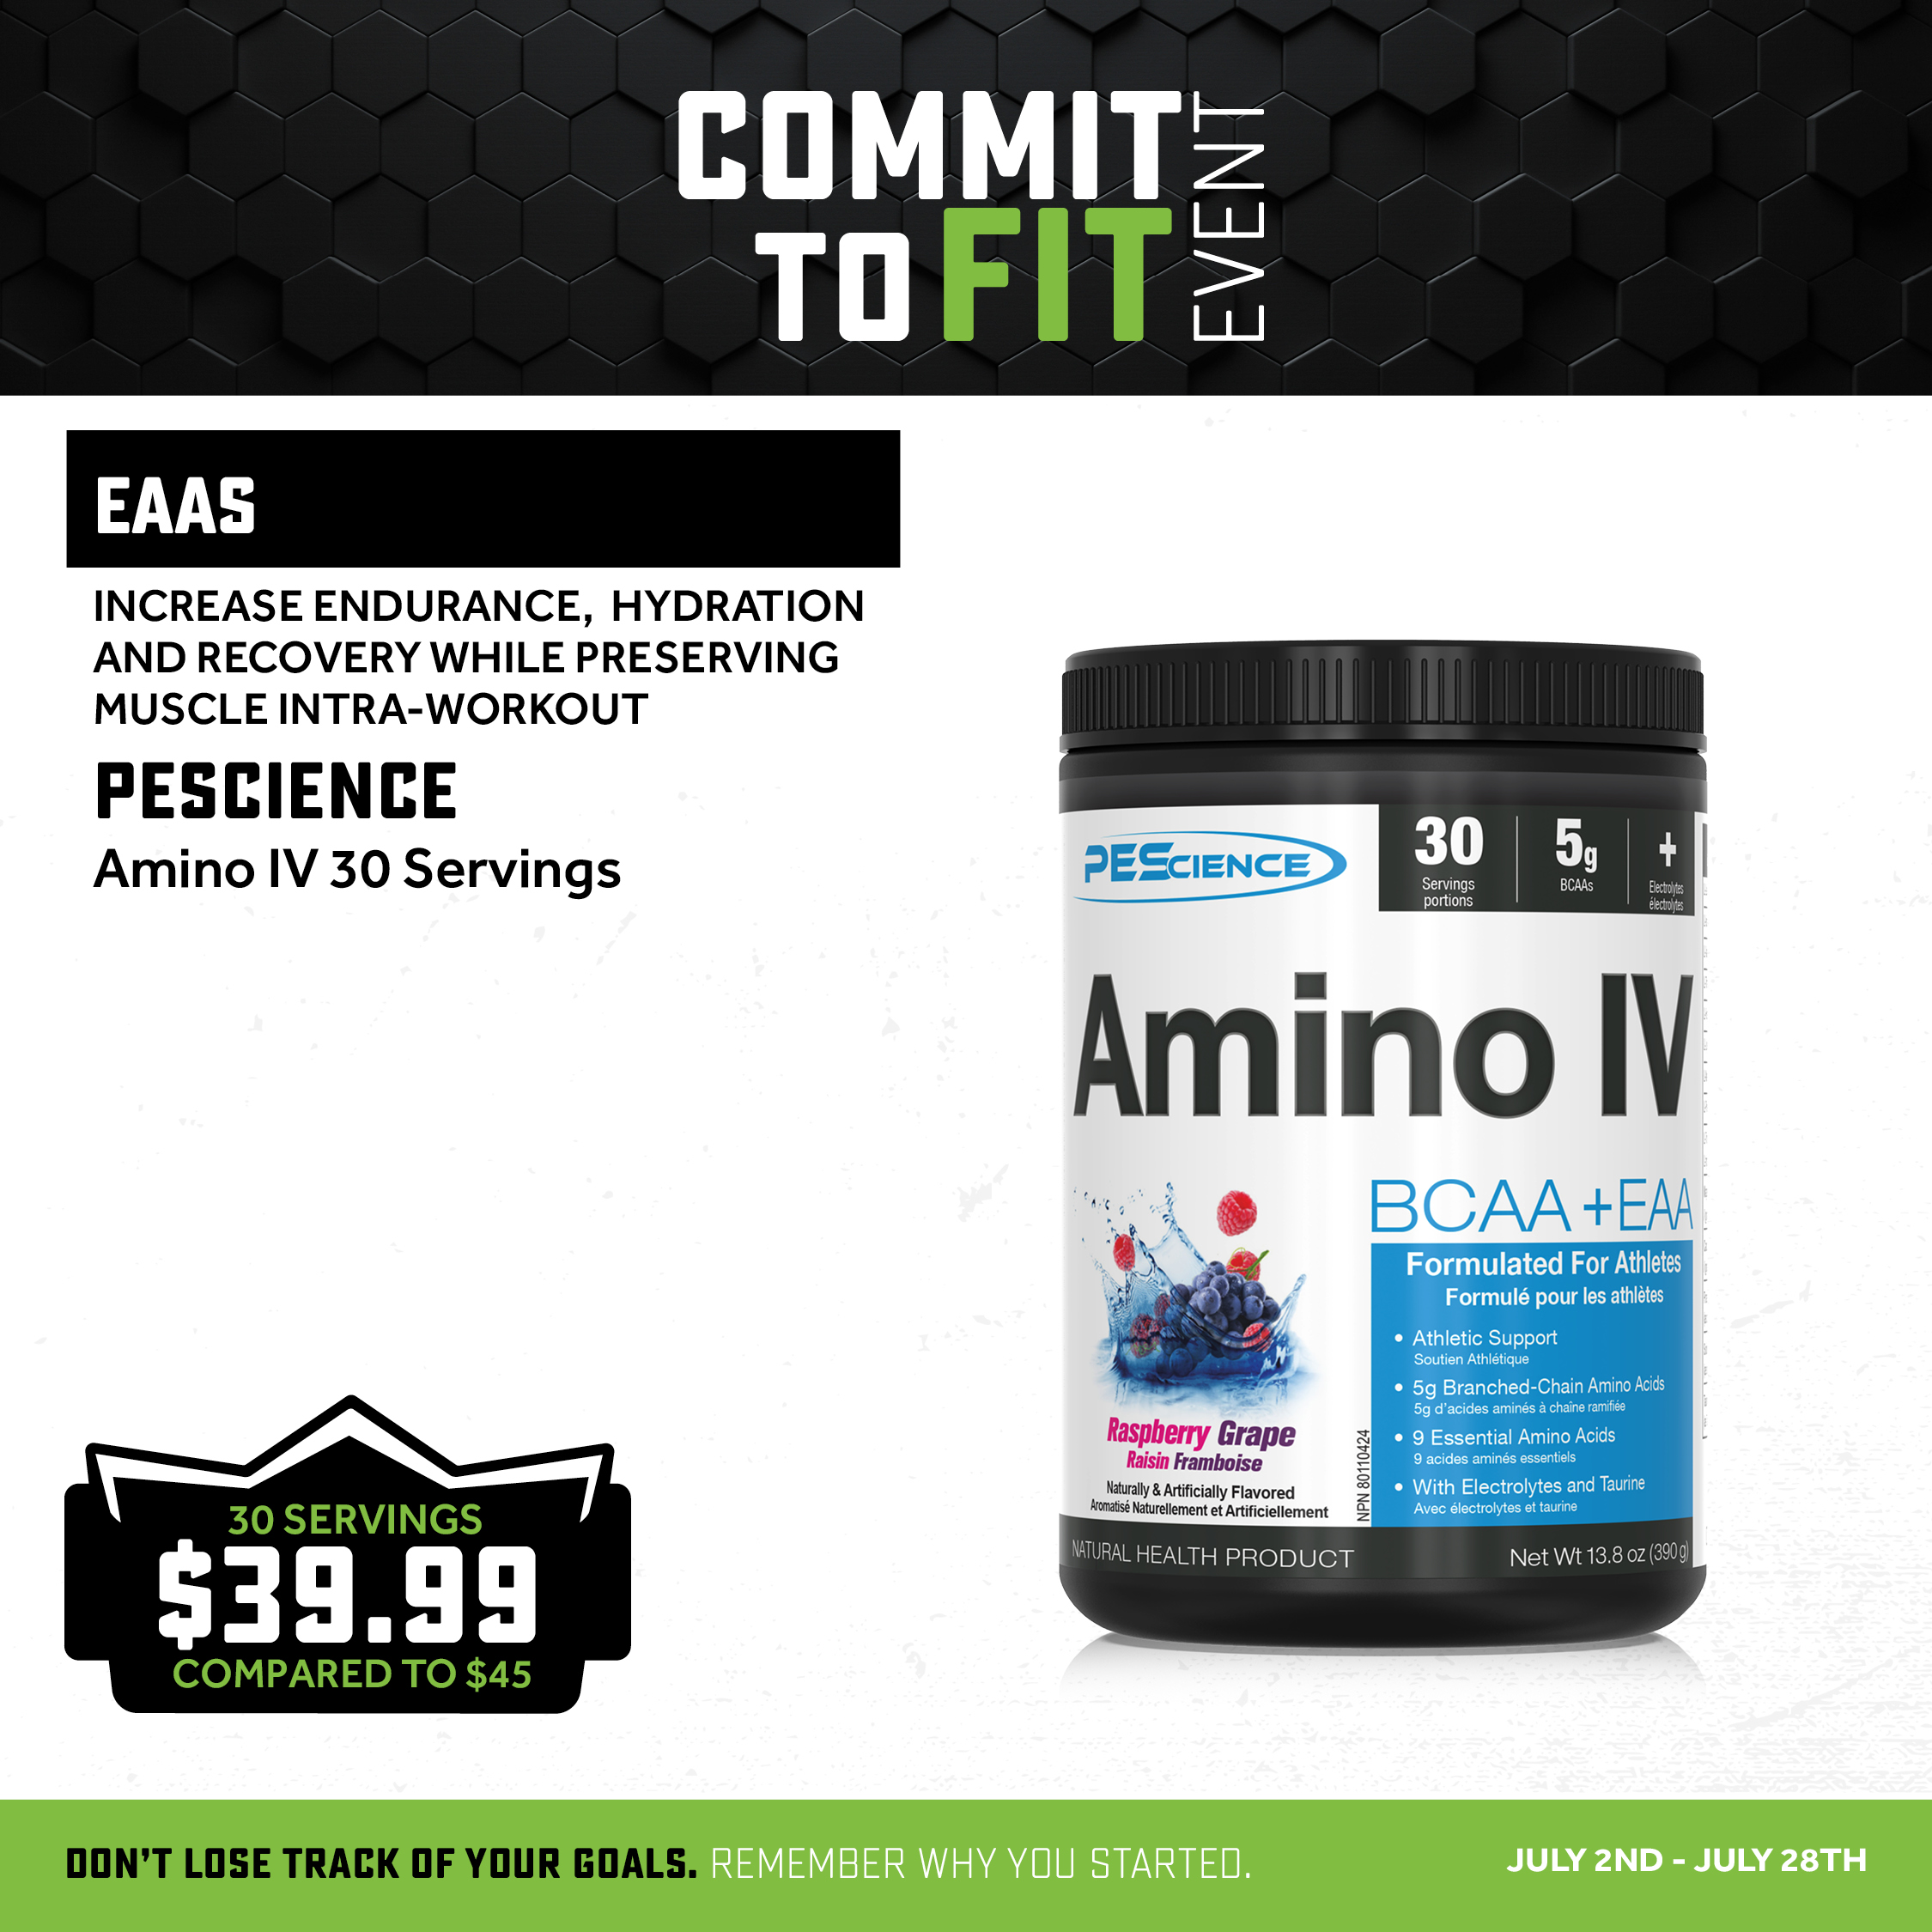 COMMIT
TO FIT
EVENT
EAAS
INCREASE ENDURANCE, HYDRATION
AND RECOVERY WHILE PRESERVING
MUSCLE INTRA-WORKOUT
PESCIENCE
Amino IV 30 Servings
30 SERVINGS
$39.99
COMPARED TO $45
PEScience
30
Servings
portions
5g
BCAAs
+
Electrolytes
électrolytes
Amino IV
BCAA +EAA
Formulated For Athletes
Formulé pour les athlètes
• Athletic Support
Soutien Athlétique
• 5g Branched-Chain Amino Acids
5g d'acides aminés à chaîne ramifiée
• 9 Essential Amino Acids
9 acides aminés essentiels
• With Electrolytes and Taurine
Avec électrolytes et taurine
Raspberry Grape
Raisin Framboise
Naturally & Artificially Flavored
Aromatisé Naturellement et Artificiellement
NPN 80110424
NATURAL HEALTH PRODUCT
Net Wt 13.8 oz (390 g)
DON'T LOSE TRACK OF YOUR GOALS. REMEMBER WHY YOU STARTED.
JULY 2ND - JULY 28TH